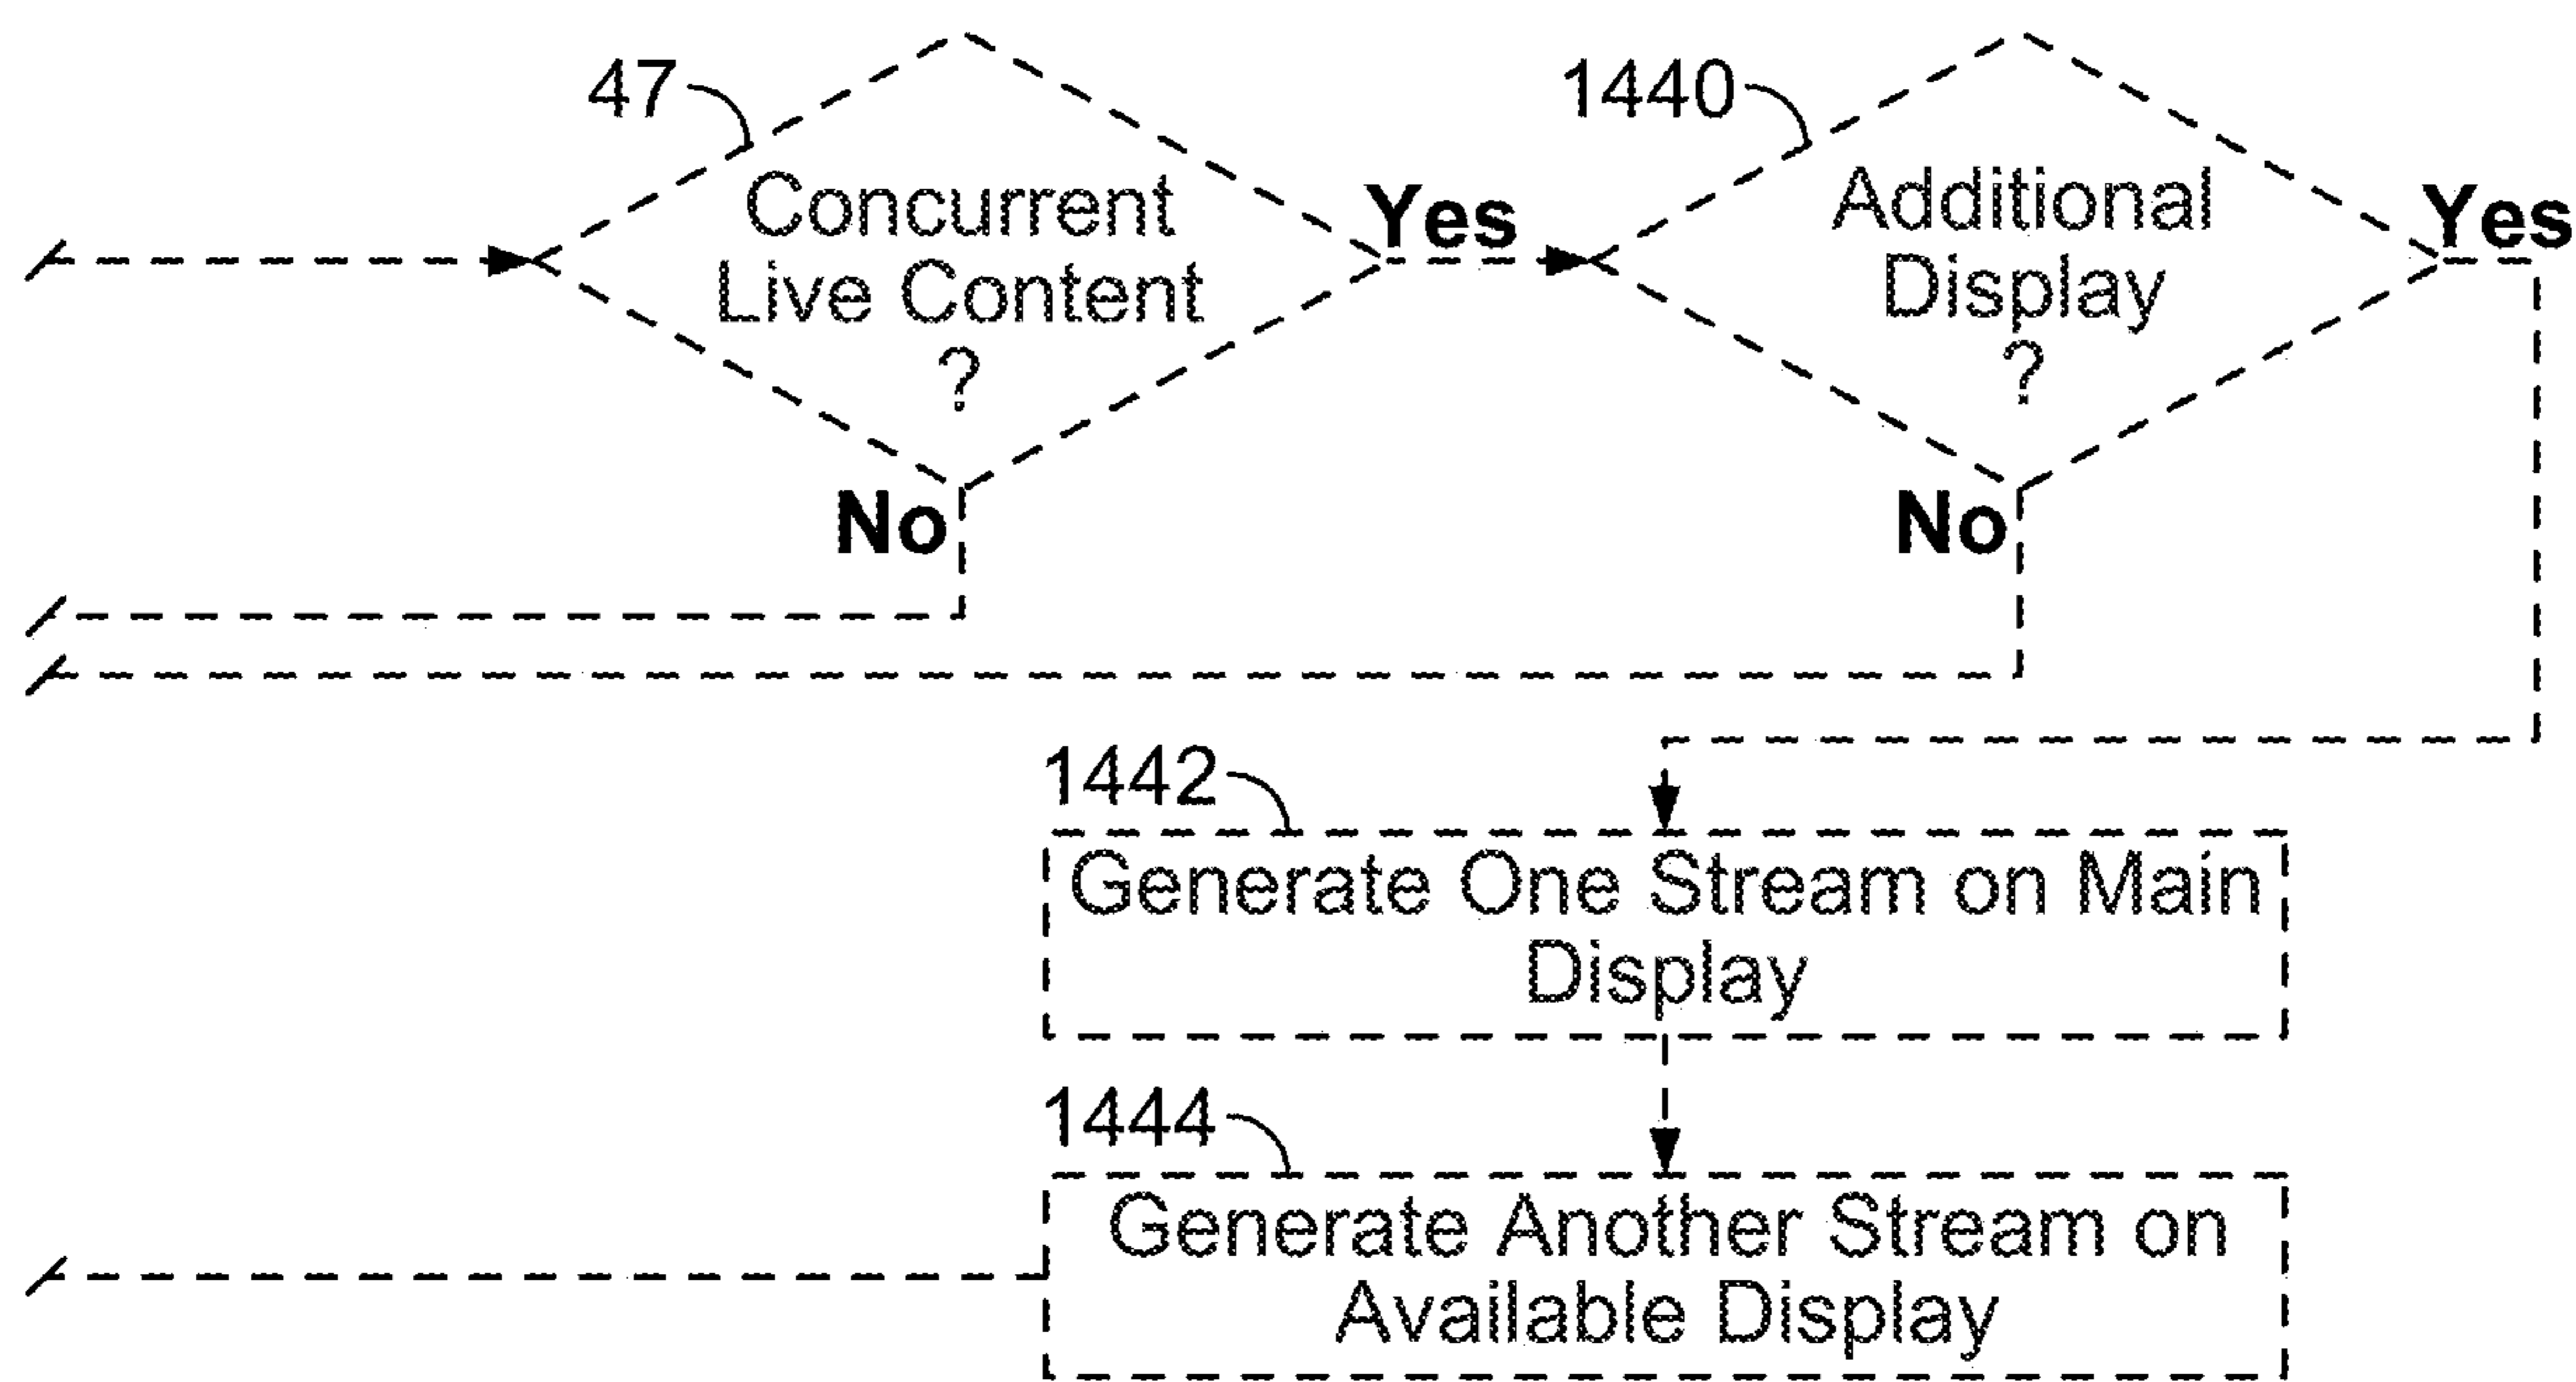 47
Concurrent
Live Content
?
Yes
No
1440
Additional
Display
?
Yes
No
1442
Generate One Stream on Main
Display
1444
Generate Another Stream on
Available Display